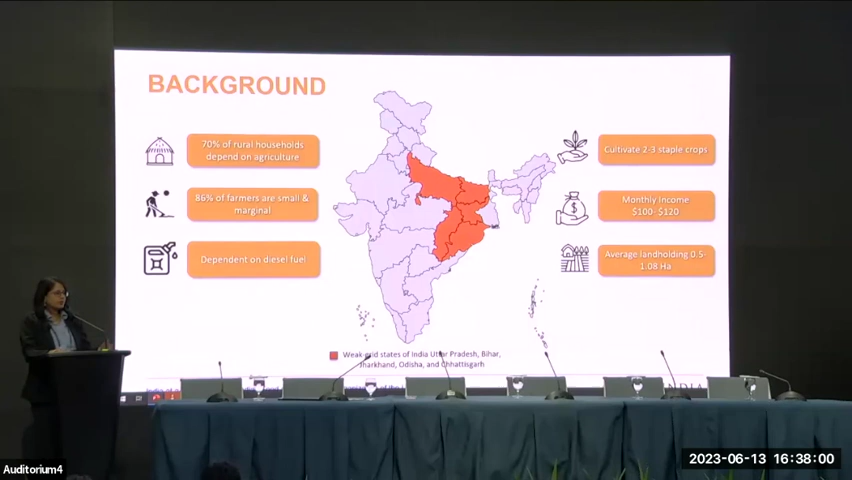 BACKGROUND
70% of rural households
depend on agriculture
86% of farmers are small &
marginal
Dependent on diesel fuel
Cultivate 2-3 staple crops
Monthly Income
$100- $120
Average landholding 0.5-
1.08 Ha
Weak-grid states of India Uttar Pradesh, Bihar,
Jharkhand, Odisha, and Chhattisgarh
Auditorium4
2023-06-13 16:38:00